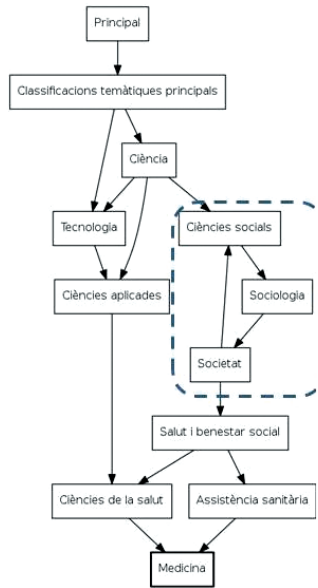 Principal
Classificacions temàtiques principals
Ciència
Tecnologia
Ciències socials
Ciències aplicades
Sociologia
Societat
Salut i benestar social
Ciències de la salut
Assistència sanitària
Medicina